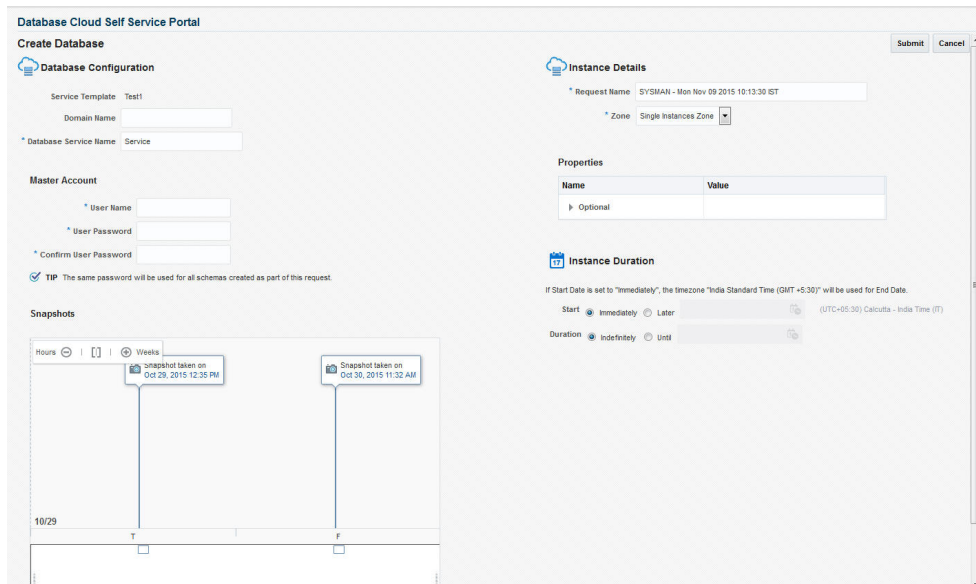 Database Cloud Self Service Portal
Create Database
Submit
Cancel
Database Configuration
Service Template Test1
Domain Name
* Database Service Name Service
Master Account
* User Name
* User Password
* Confirm User Password
TIP The same password will be used for all schemas created as part of this request.
Snapshots
Hours
Weeks
Snapshot taken on
Oct 29, 2015 12:35 PM
Snapshot taken on
Oct 30, 2015 11:32 AM
10/29
T
F
Instance Details
* Request Name SYSMAN - Mon Nov 09 2015 10:13:30 IST
* Zone Single Instances Zone
Properties
Name Value
Optional
17
Instance Duration
If Start Date is set to "Immediately", the timezone "India Standard Time (GMT +5:30)" will be used for End Date.
Start Immediately Later (UTC+05:30) Calcutta - India Time (IT)
Duration Indefinitely Until